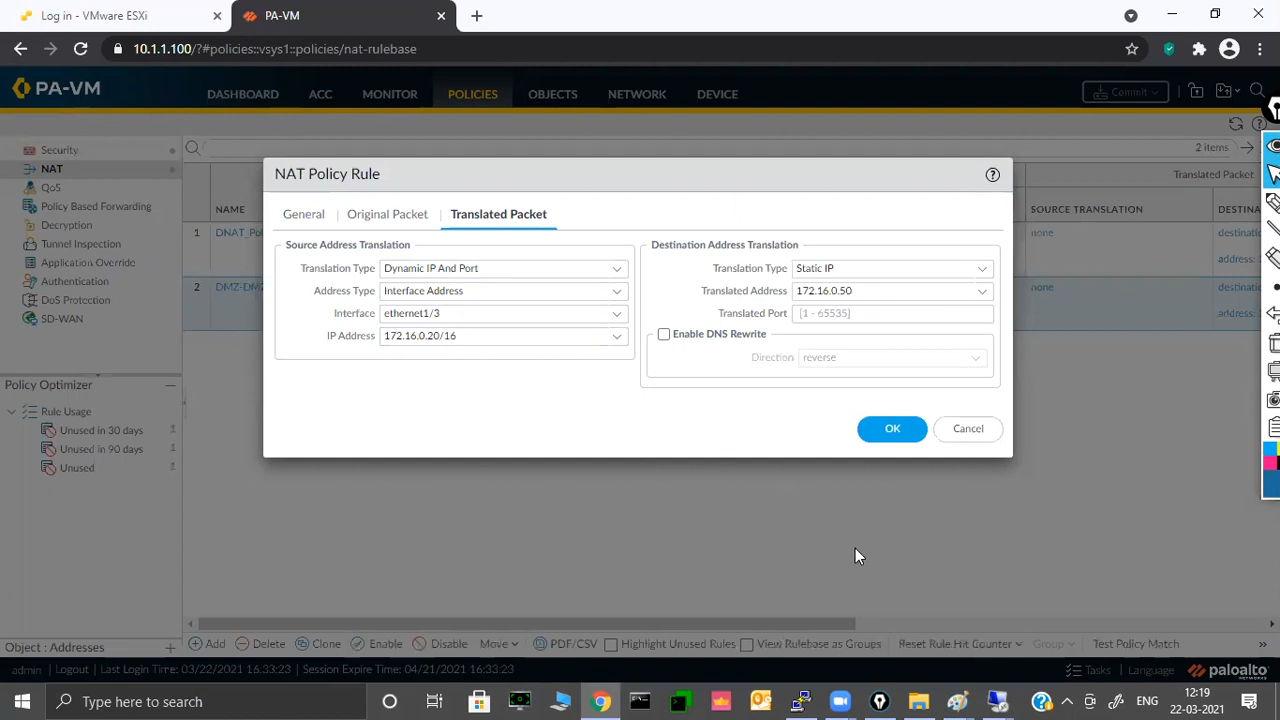 Log in - VMware ESXi
PA-VM
10.1.1.100/?#policies::vsys1::policies/nat-rulebase
PA-VM
DASHBOARD ACC MONITOR POLICIES OBJECTS NETWORK DEVICE
Commit
Security
NAT
QoS
Policy Based Forwarding
Decryption
Tunnel Inspection
Application Override
Authentication
DoS Protection
SD-WAN
Policy Optimizer
Rule Usage
Unused in 30 days
Unused in 90 days
Unused
Object : Addresses
2 items
Translated Packet
NAME SOURCE TRANSLATION DESTINA
1 DNAT_Pol none destinatio
address:
2 none destinatio
address:
NAT Policy Rule
General Original Packet Translated Packet
Source Address Translation
Translation Type Dynamic IP And Port
Address Type Interface Address
Interface ethernet1/3
IP Address 172.16.0.20/16
Destination Address Translation
Translation Type Static IP
Translated Address 172.16.0.50
Translated Port [1 - 65535]
Enable DNS Rewrite
Direction reverse
OK Cancel
Add Delete Clone Enable Disable Move PDF/CSV Highlight Unused Rules View Rulebase as Groups Reset Rule Hit Counter Group Test Policy Match
admin | Logout | Last Login Time: 03/22/2021 16:33:23 | Session Expire Time: 04/21/2021 16:33:23
Tasks | Language paloalto
NETWORKS
Type here to search
ENG
12:19
22-03-2021